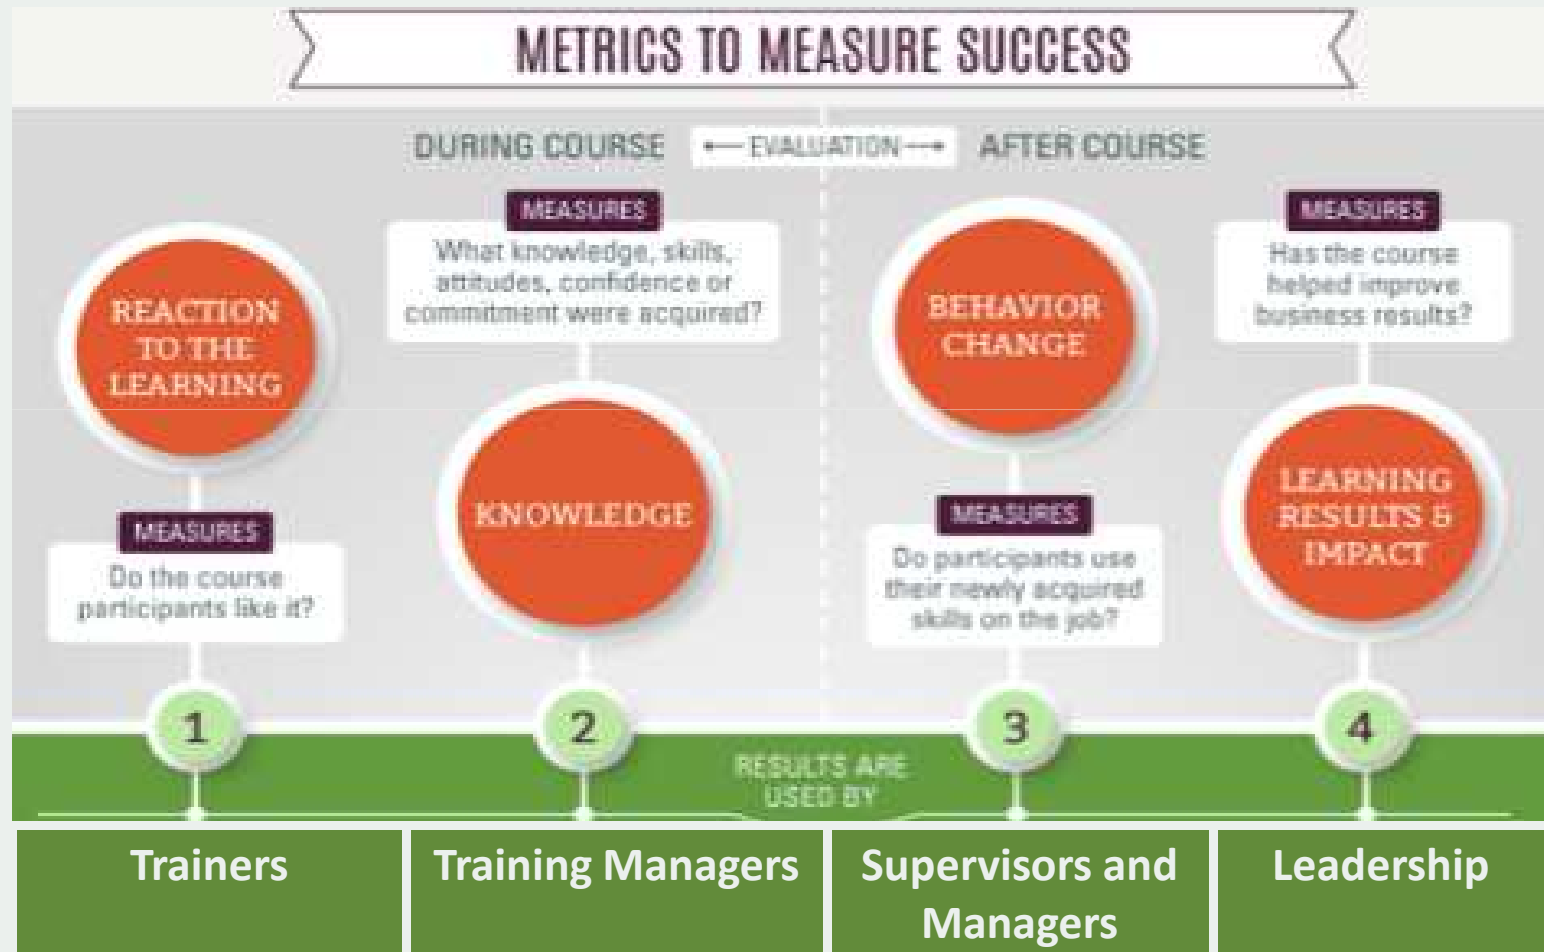 METRICS TO MEASURE SUCCESS
DURING COURSE
EVALUATION
AFTER COURSE
REACTION
TO THE
LEARNING
MEASURES
Do the course
participants like it?
1
MEASURES
What knowledge, skills,
attitudes, confidence or
commitment were acquired?
KNOWLEDGE
2
BEHAVIOR
CHANGE
MEASURES
Do participants use
their newly acquired
skills on the job?
3
MEASURES
Has the course
helped improve
business results?
LEARNING
RESULTS &
IMPACT
4
RESULTS ARE
USED BY
Trainers
Training Managers
Supervisors and
Managers
Leadership